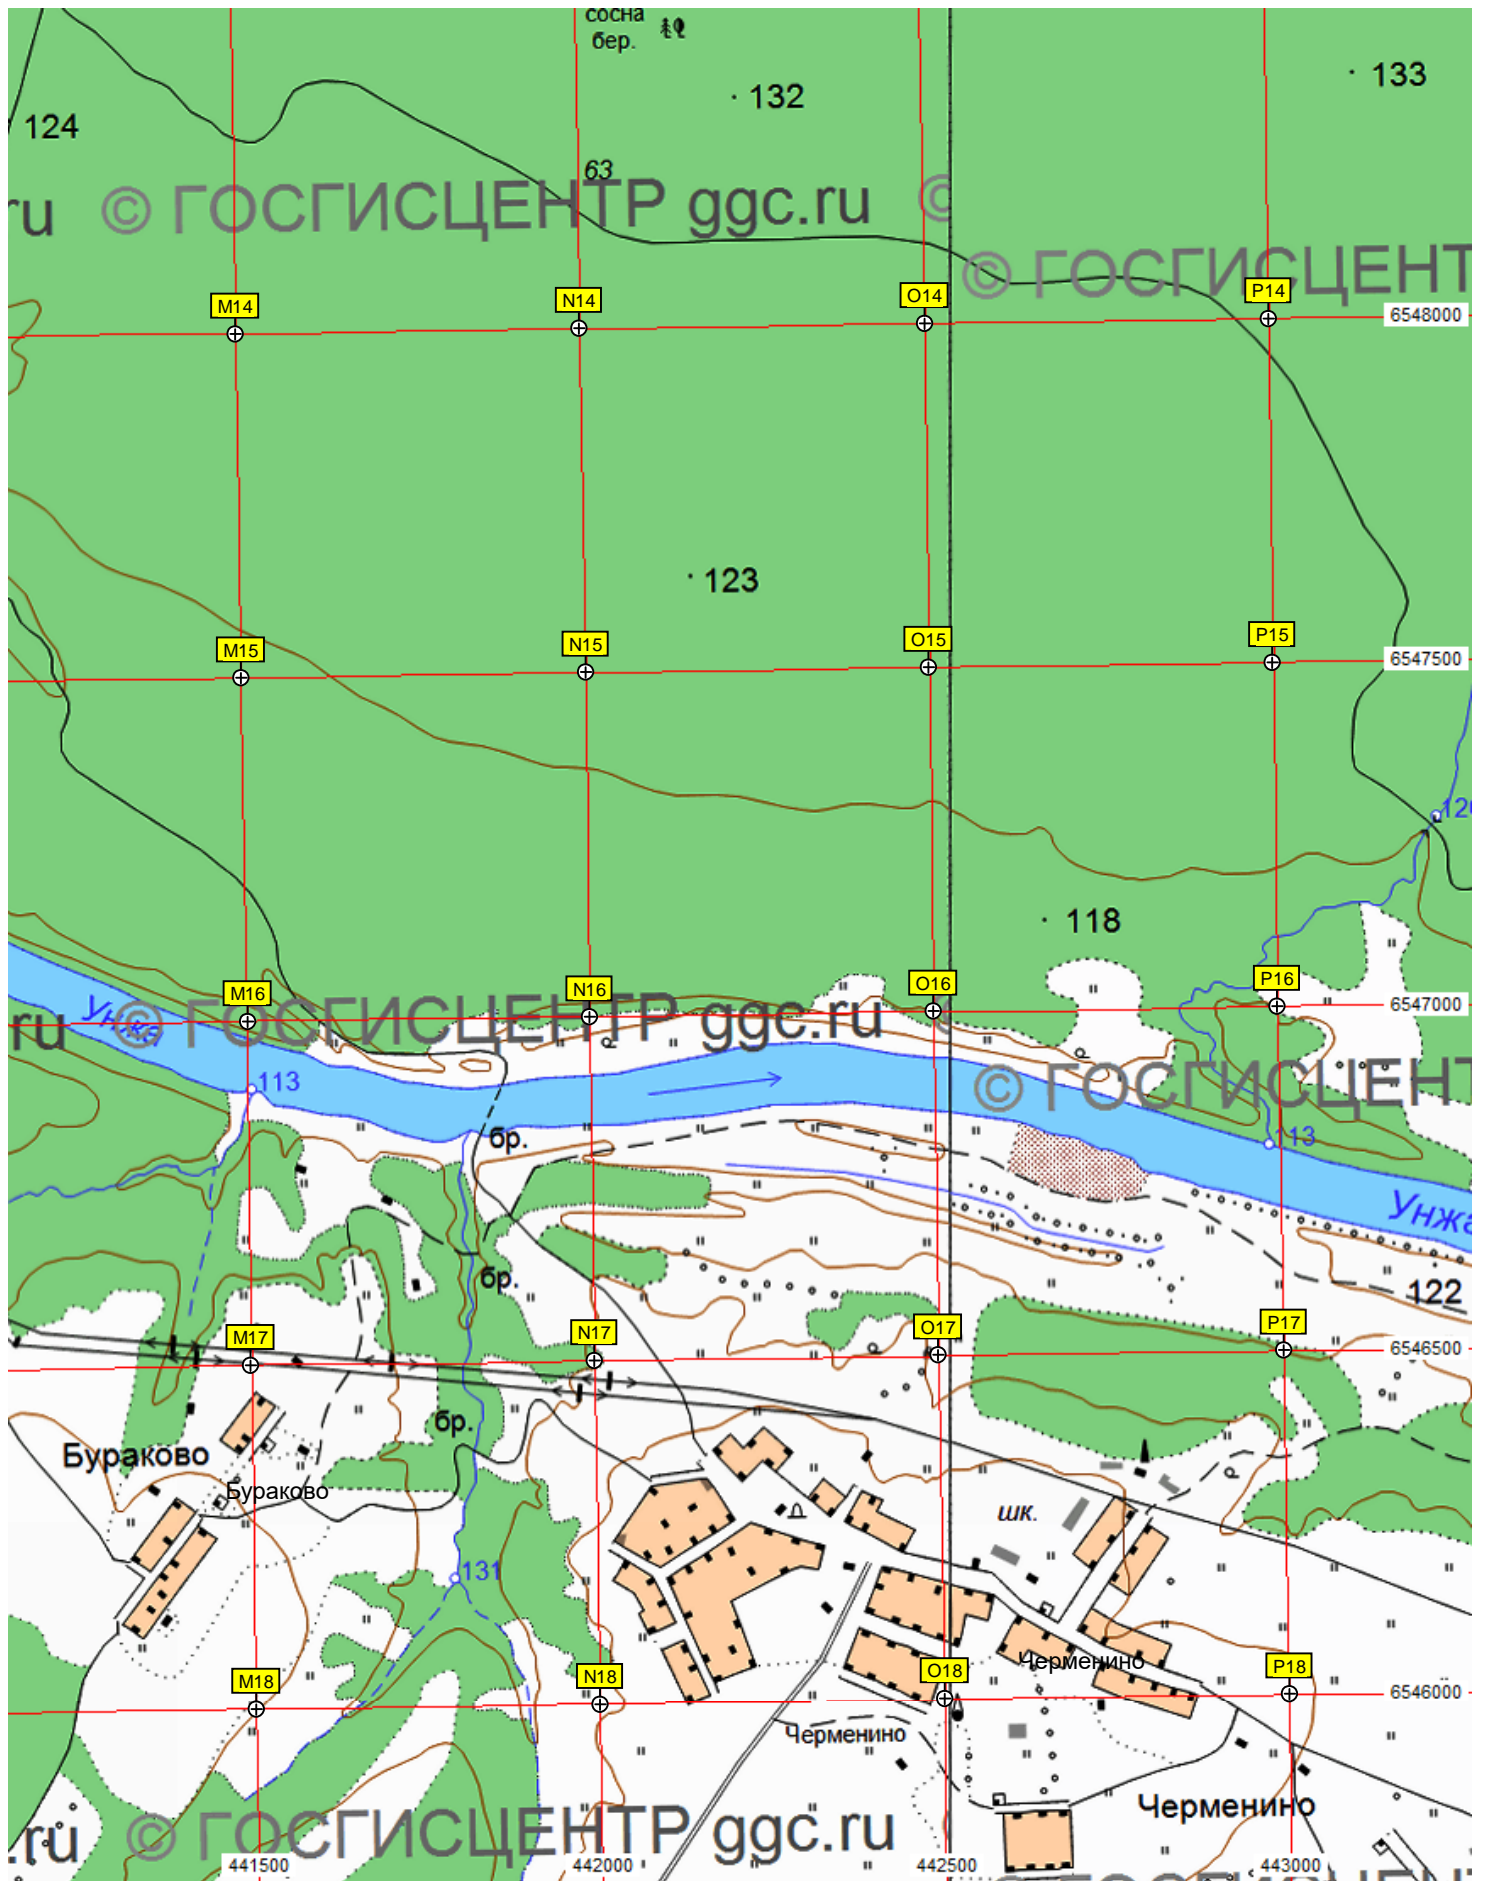 сосна
бер.
132
133
124
63
ru © ГОСГИСЦЕНТР ggc.ru ©
© ГОСГИСЦЕНТ
M14
N14
O14
P14
6548000
123
M15
N15
O15
P15
6547500
118
M16
N16
O16
P16
6547000
Унжа
ru © ГОСГИСЦЕНТР ggc.ru
© ГОСГИСЦЕНТ
113
113
бр.
Унжа
бр.
122
M17
N17
O17
P17
6546500
бр.
Бураково
Бураково
шк.
131
Черменино
M18
N18
O18
P18
6546000
Черменино
Черменино
.ru © ГОСГИСЦЕНТР ggc.ru
441500
442000
442500
443000